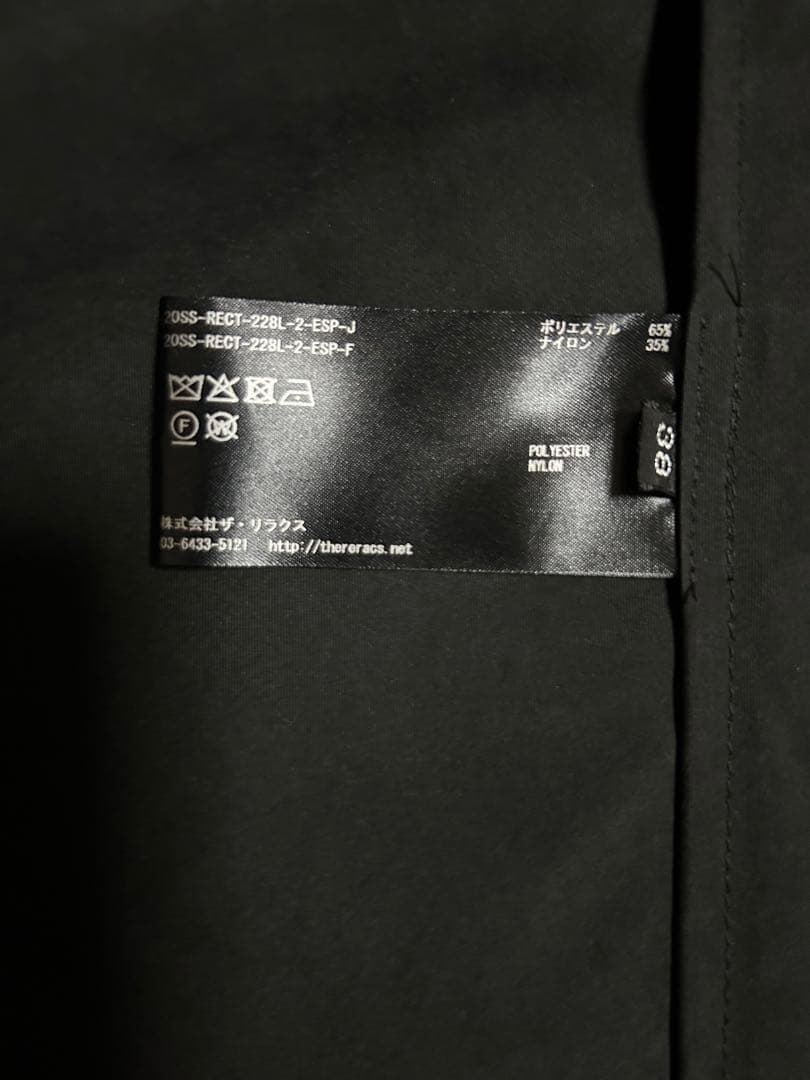 20SS-RECT-228L-2-ESP-J
20SS-RECT-228L-2-ESP-F
ポリエステル 65%
ナイロン 35%
F
W
POLYESTER
NYLON
38
株式会社ザ・リラクス
03-6433-5121 http://thereracs.net